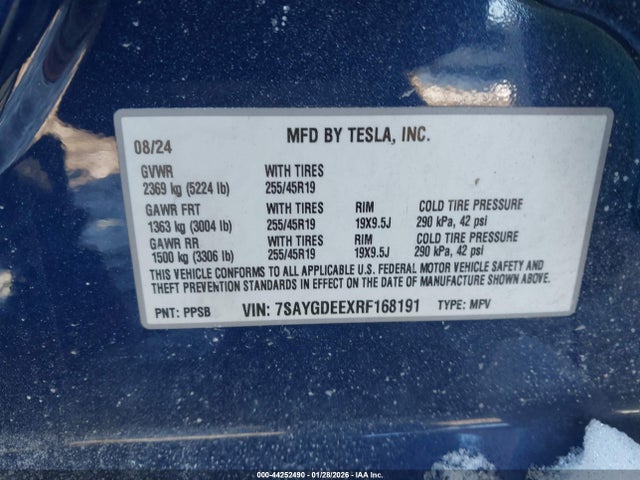 08/24 MFD BY TESLA, INC.
GVWR WITH TIRES
2369 kg (5224 lb) 255/45R19
GAWR FRT WITH TIRES RIM COLD TIRE PRESSURE
1363 kg (3004 lb) 255/45R19 19X9.5J 290 kPa, 42 psi
GAWR RR WITH TIRES RIM COLD TIRE PRESSURE
1500 kg (3306 lb) 255/45R19 19X9.5J 290 kPa, 42 psi
THIS VEHICLE CONFORMS TO ALL APPLICABLE U.S. FEDERAL MOTOR VEHICLE SAFETY AND
THEFT PREVENTION STANDARDS IN EFFECT ON THE DATE OF MANUFACTURE SHOWN ABOVE.
PNT: PPSB VIN: 7SAYGDEEXRF168191 TYPE: MPV
000-44252490 - 01/28/2026 - IAA Inc.